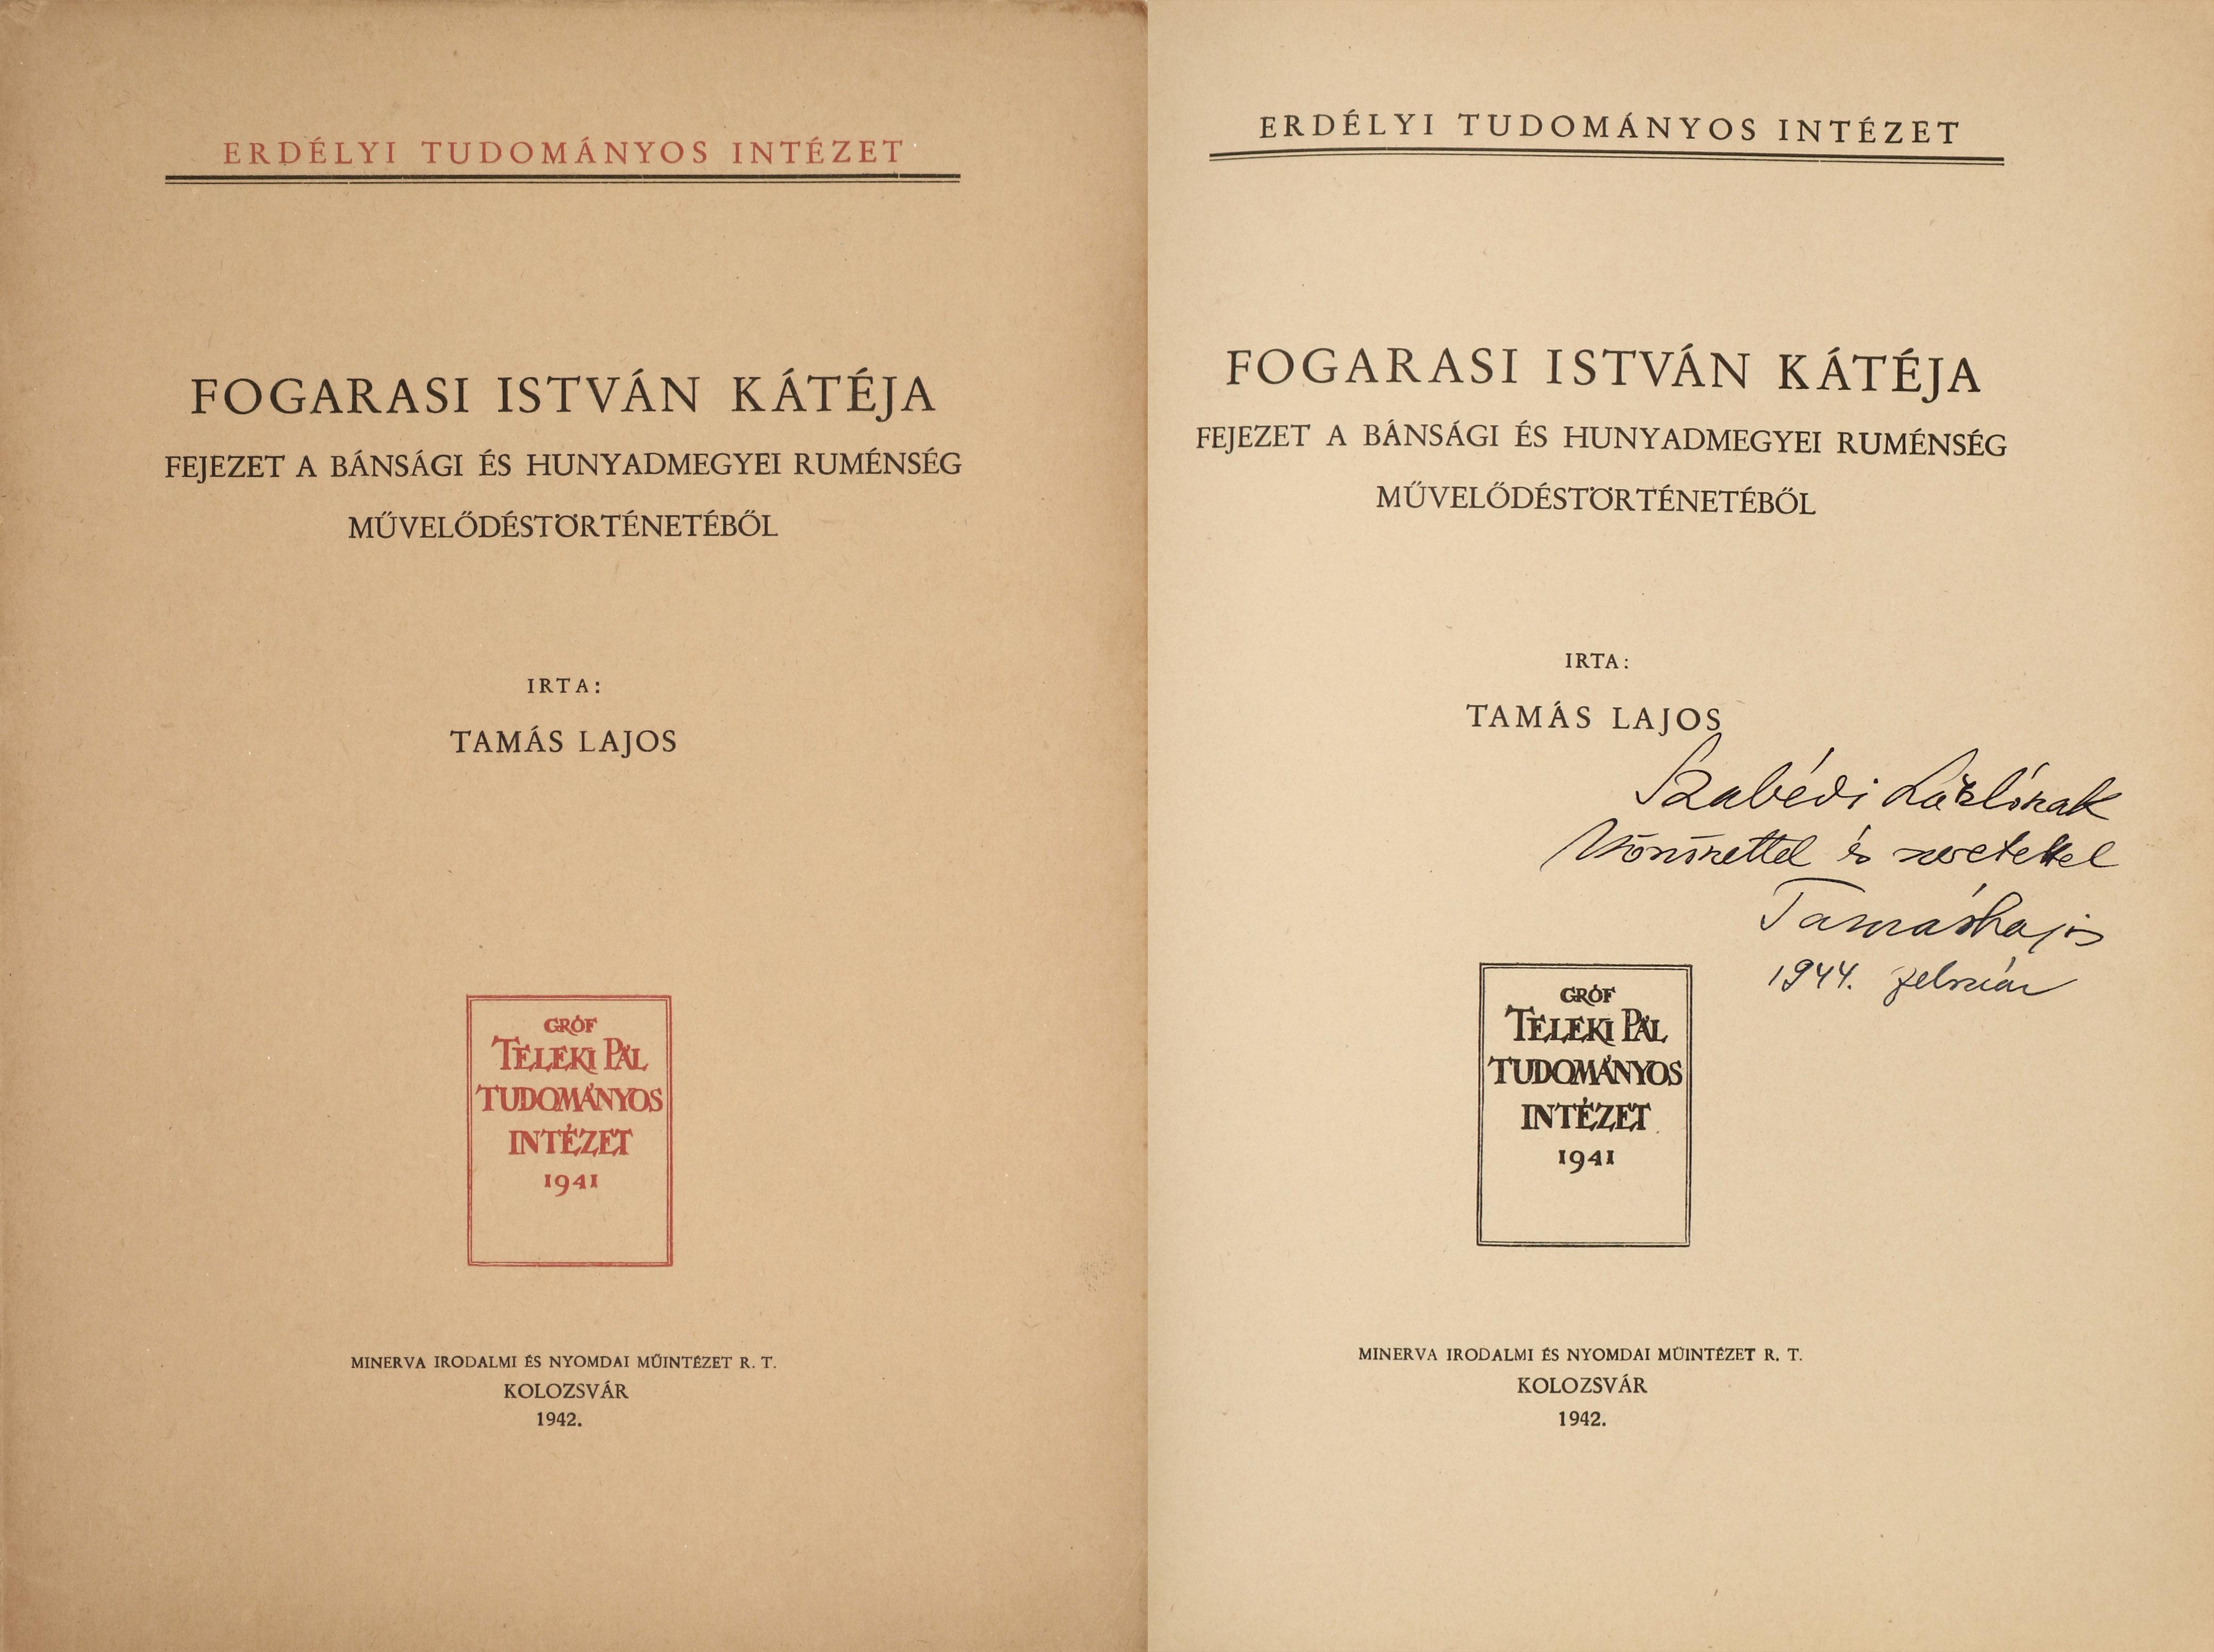 ERDÉLYI TUDOMÁNYOS INTÉZET
FOGARASI ISTVÁN KÁTÉJA
FEJEZET A BÁNSÁGI ÉS HUNYADMEGYEI RUMÉNSÉG
MŰVELŐDÉSTÖRTÉNETÉBŐL
IRTA:
TAMÁS LAJOS
GRÓF
TELEKI PÁL
TUDOMÁNYOS
INTÉZET
1941
MINERVA IRODALMI ÉS NYOMDAI MŰINTÉZET R. T.
KOLOZSVÁR
1942.
ERDÉLYI TUDOMÁNYOS INTÉZET
FOGARASI ISTVÁN KÁTÉJA
FEJEZET A BÁNSÁGI ÉS HUNYADMEGYEI RUMÉNSÉG
MŰVELŐDÉSTÖRTÉNETÉBŐL
IRTA:
TAMÁS LAJOS
Szabédi Lászlónak
és szeretettel
Tamás Lajos
1944. február
GRÓF
TELEKI PÁL
TUDOMÁNYOS
INTÉZET
1941
MINERVA IRODALMI ÉS NYOMDAI MŰINTÉZET R. T.
KOLOZSVÁR
1942.